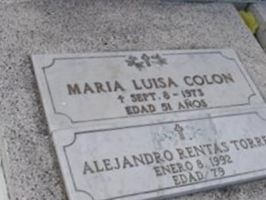 MARIA LUISA COLON
✝ SEPT. 8 - 1973
EDAD 51 AÑOS
ALEJANDRO RENTAS TORRE
ENERO 8, 1992
EDAD 79